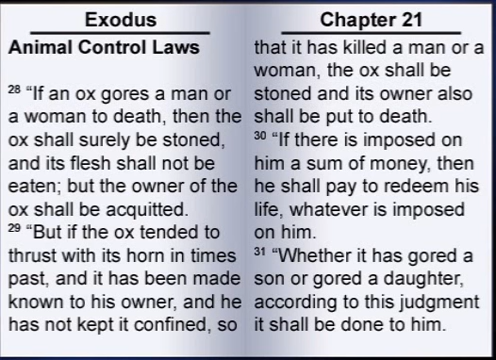 Exodus
Animal Control Laws
28 “If an ox gores a man or
a woman to death, then the
ox shall surely be stoned,
and its flesh shall not be
eaten; but the owner of the
ox shall be acquitted.
29 “But if the ox tended to
thrust with its horn in times
past, and it has been made
known to his owner, and he
has not kept it confined, so
Chapter 21
that it has killed a man or a
woman, the ox shall be
stoned and its owner also
shall be put to death.
30 “If there is imposed on
him a sum of money, then
he shall pay to redeem his
life, whatever is imposed
on him.
31 “Whether it has gored a
son or gored a daughter,
according to this judgment
it shall be done to him.